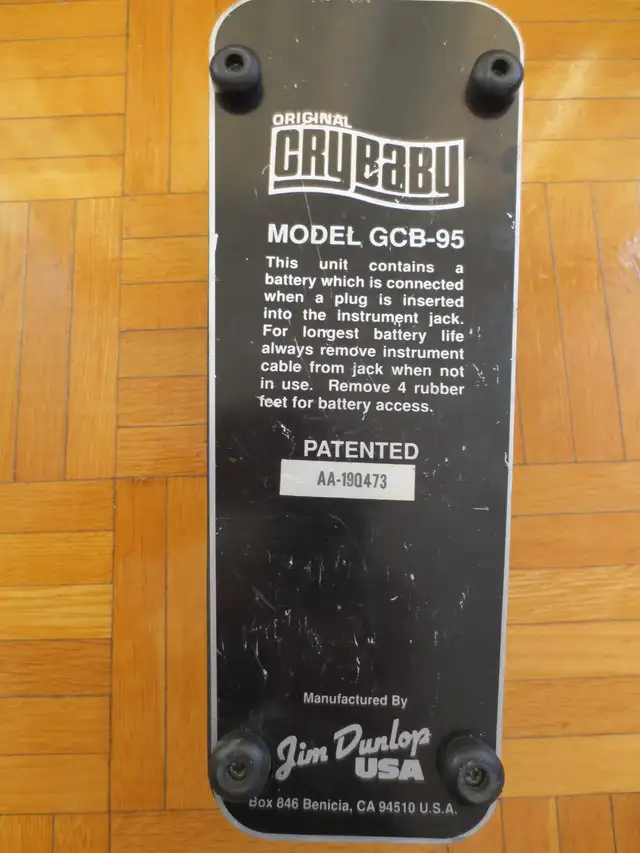 ORIGINAL
CRYBABY
MODEL GCB-95
This unit contains a
battery which is connected
when a plug is inserted
into the instrument jack.
For longest battery life
always remove instrument
cable from jack when not
in use. Remove 4 rubber
feet for battery access.
PATENTED
AA-190473
Manufactured By
Jim Dunlop
USA
Box 846 Benicia, CA 94510 U.S.A.